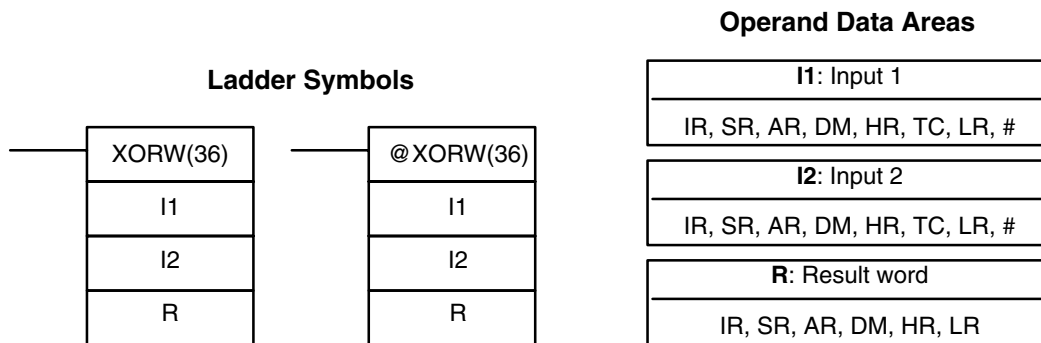 Ladder Symbols
XORW(36)
I1
I2
R
@XORW(36)
I1
I2
R
Operand Data Areas
I1: Input 1
IR, SR, AR, DM, HR, TC, LR, #
I2: Input 2
IR, SR, AR, DM, HR, TC, LR, #
R: Result word
IR, SR, AR, DM, HR, LR